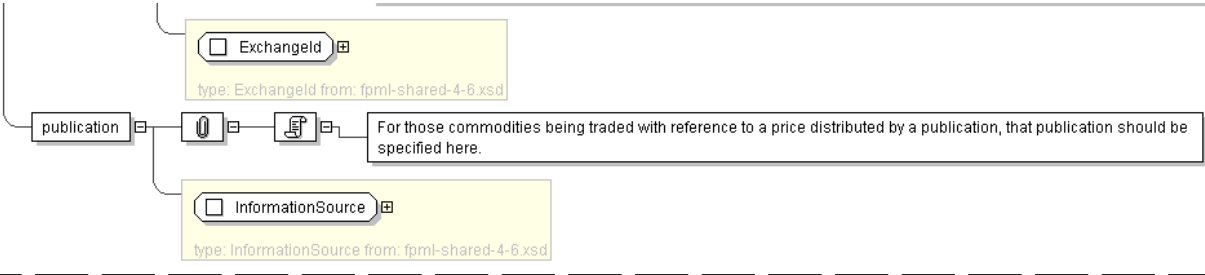 ExchangeId
type: ExchangeId from: fpml-shared-4-6.xsd
publication
For those commodities being traded with reference to a price distributed by a publication, that publication should be
specified here.
InformationSource
type: InformationSource from: fpml-shared-4-6.xsd